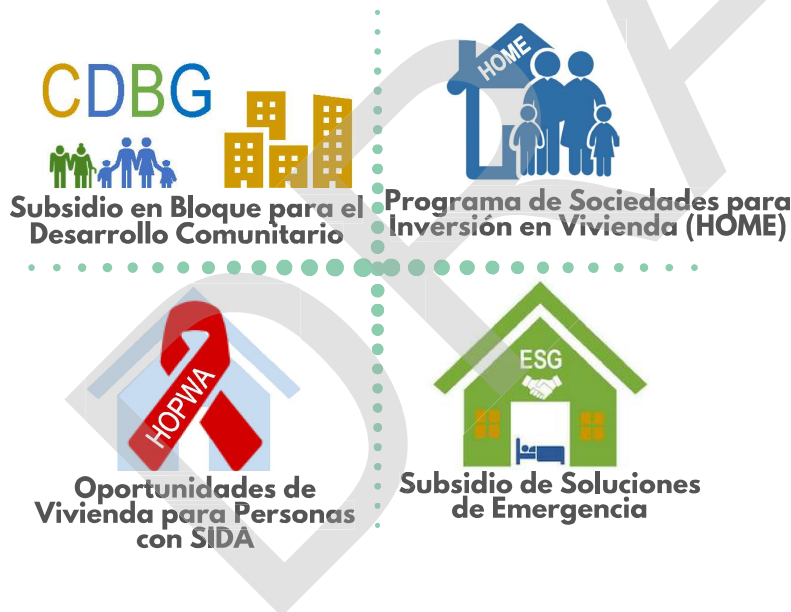 CDBG
Subsidio en Bloque para el
Desarrollo Comunitario
HOME
Programa de Sociedades para
Inversión en Vivienda (HOME)
HOPWA
Oportunidades de
Vivienda para Personas
con SIDA
ESG
Subsidio de Soluciones
de Emergencia